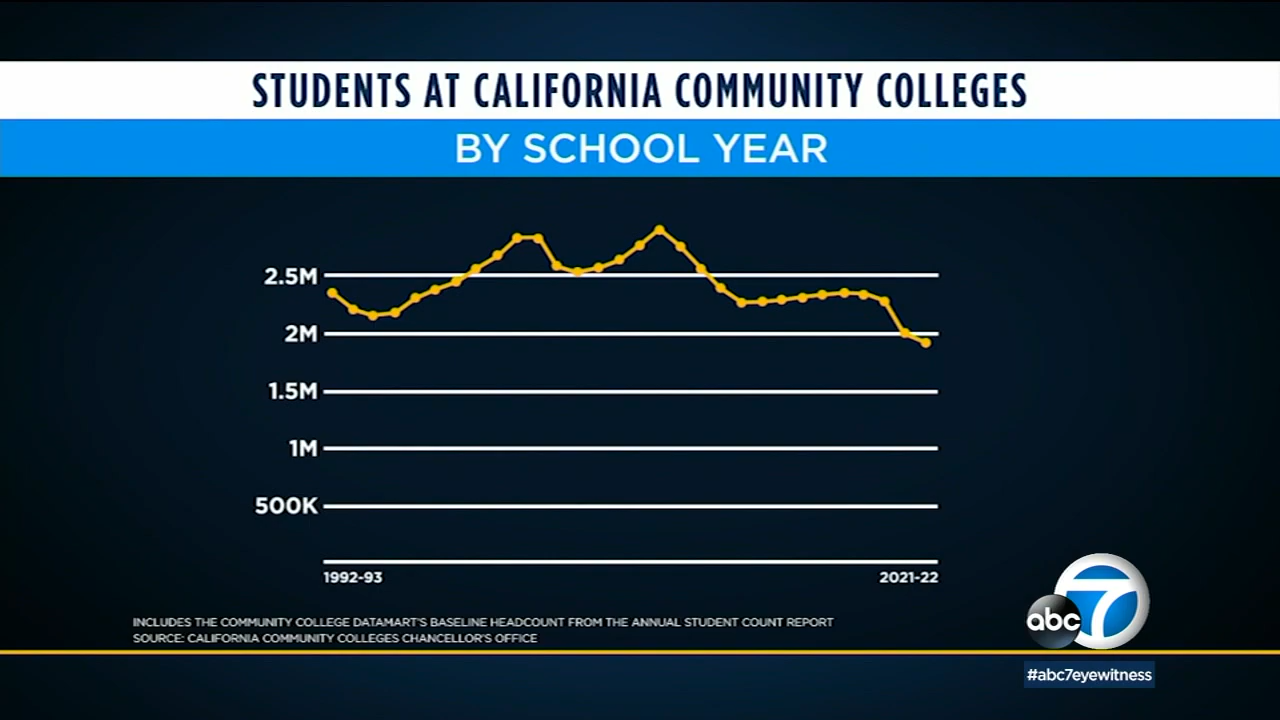 STUDENTS AT CALIFORNIA COMMUNITY COLLEGES
BY SCHOOL YEAR
2.5M
2M
1.5M
1M
500K
1992-93
2021-22
INCLUDES THE COMMUNITY COLLEGE DATAMART'S BASELINE HEADCOUNT FROM THE ANNUAL STUDENT COUNT REPORT
SOURCE: CALIFORNIA COMMUNITY COLLEGES CHANCELLOR'S OFFICE
abc 7
#abc7eyewitness